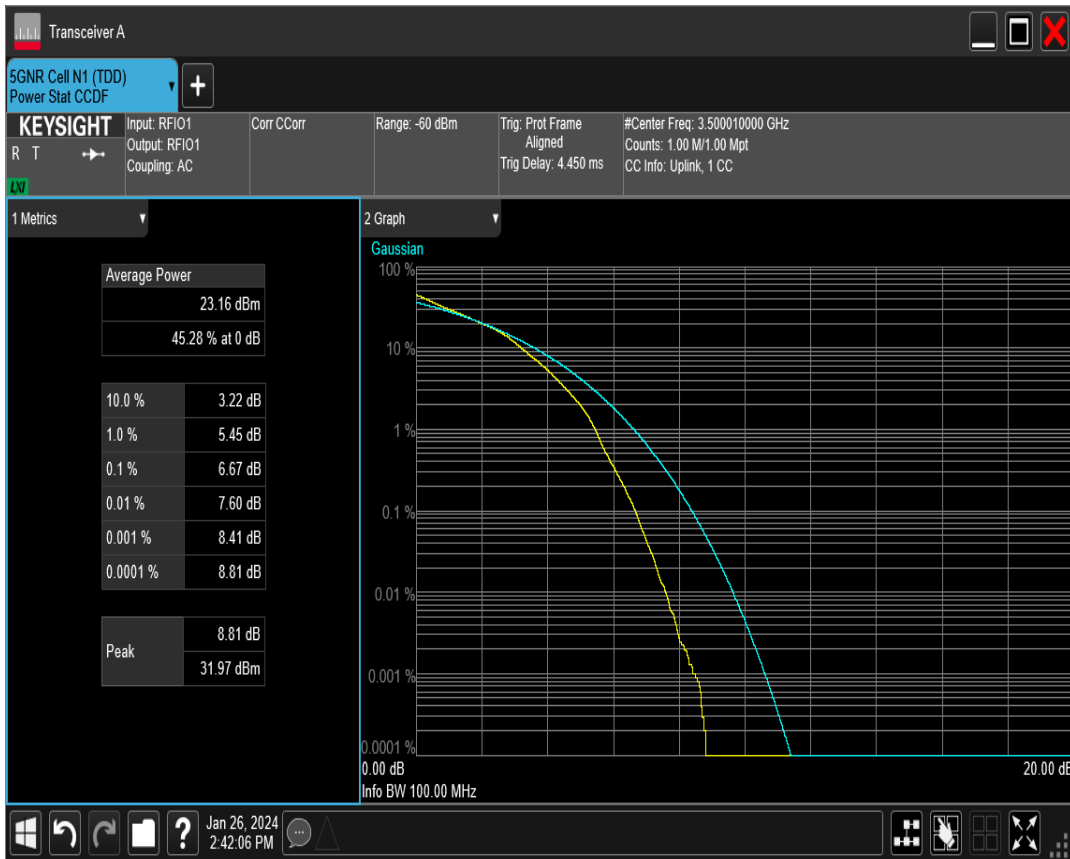 Transceiver A
5GNR Cell N1 (TDD)
Power Stat CCDF
+
KEYSIGHT
R T
LXI
Input: RFIO1
Output: RFIO1
Coupling: AC
Corr CCorr
Range: -60 dBm
Trig: Prot Frame
Aligned
Trig Delay: 4.450 ms
#Center Freq: 3.500010000 GHz
Counts: 1.00 M/1.00 Mpt
CC Info: Uplink, 1 CC
1 Metrics
Average Power
23.16 dBm
45.28 % at 0 dB
10.0 % 3.22 dB
1.0 % 5.45 dB
0.1 % 6.67 dB
0.01 % 7.60 dB
0.001 % 8.41 dB
0.0001 % 8.81 dB
Peak
8.81 dB
31.97 dBm
2 Graph
Gaussian
100 %
10 %
1 %
0.1 %
0.01 %
0.001 %
0.0001 %
0.00 dB 20.00 dB
Info BW 100.00 MHz
?
Jan 26, 2024
2:42:06 PM